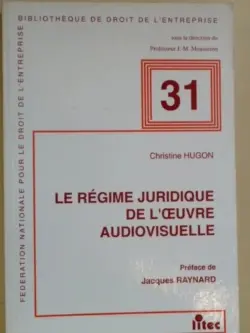 BIBLIOTHÈQUE DE DROIT DE L'ENTREPRISE
sous la direction du
Professeur J. M. Mousseron
FEDERATION NATIONALE POUR LE DROIT DE L'ENTREPRISE
31
Christine HUGON
LE RÉGIME JURIDIQUE
DE L'ŒUVRE
AUDIOVISUELLE
Préface de
Jacques RAYNARD
litec